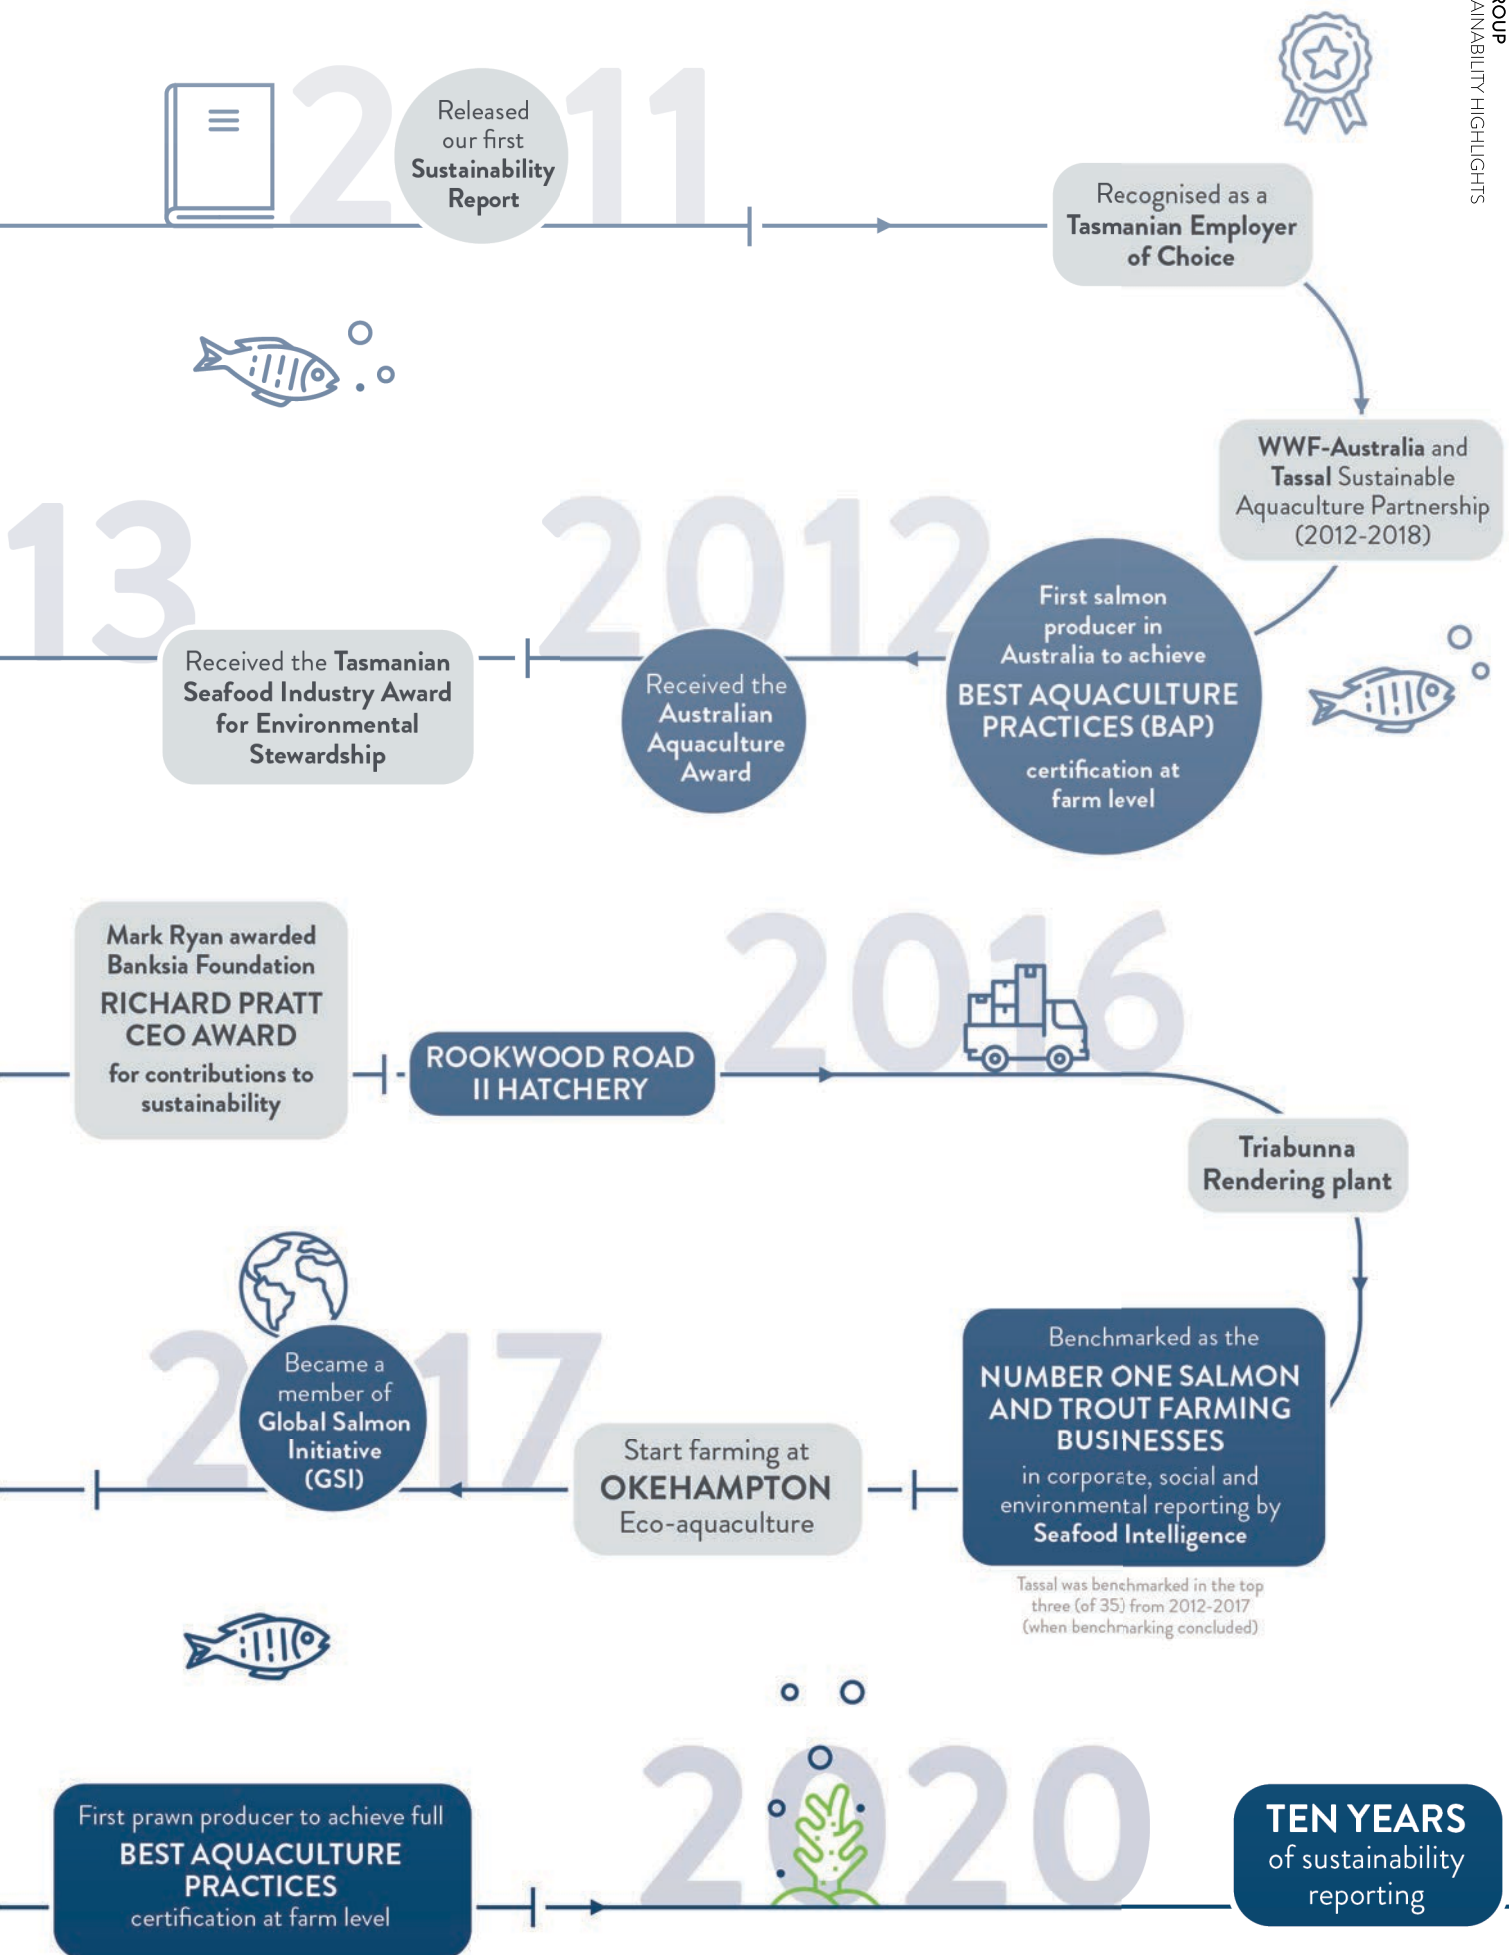 ROUP
AINABILITY HIGHLIGHTS
2011
Released
our first
Sustainability
Report
Recognised as a
Tasmanian Employer
of Choice
WWF-Australia and
Tassal Sustainable
Aquaculture Partnership
(2012-2018)
2012
First salmon
producer in
Australia to achieve
BEST AQUACULTURE
PRACTICES (BAP)
certification at
farm level
Received the
Australian
Aquaculture
Award
13
Received the Tasmanian
Seafood Industry Award
for Environmental
Stewardship
Mark Ryan awarded
Banksia Foundation
RICHARD PRATT
CEO AWARD
for contributions to
sustainability
ROOKWOOD ROAD
II HATCHERY
2016
Triabunna
Rendering plant
Benchmarked as the
NUMBER ONE SALMON
AND TROUT FARMING
BUSINESSES
in corporate, social and
environmental reporting by
Seafood Intelligence
Tassal was benchmarked in the top
three (of 35) from 2012-2017
(when benchmarking concluded)
Start farming at
OKEHAMPTON
Eco-aquaculture
2017
Became a
member of
Global Salmon
Initiative
(GSI)
First prawn producer to achieve full
BEST AQUACULTURE
PRACTICES
certification at farm level
2020
TEN YEARS
of sustainability
reporting